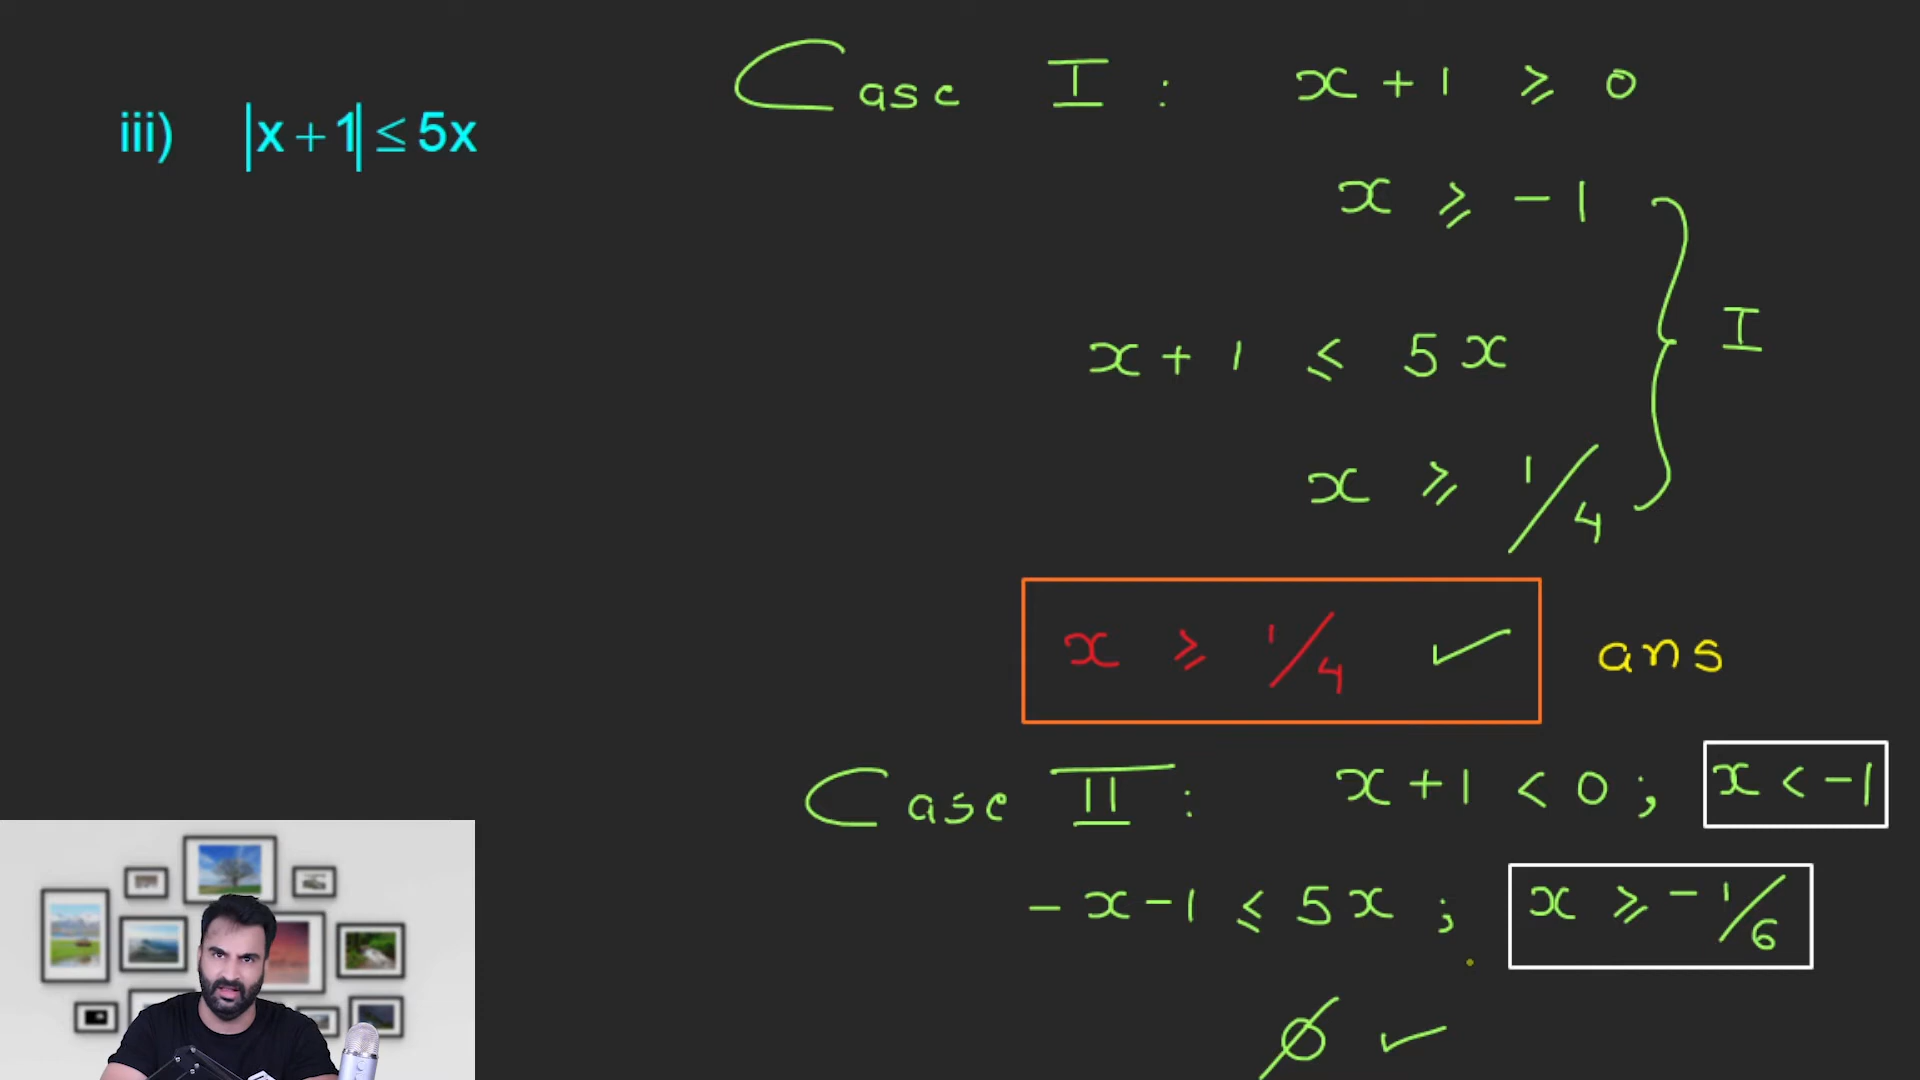 iii) |x + 1| ≤ 5x
Case I : x + 1 ⩾ 0
x ⩾ -1
I
x + 1 ⩽ 5x
x ⩾ 1/4
x ⩾ 1/4 ✓ ans
Case II : x + 1 < 0 ; x < -1
-x - 1 ⩽ 5x ; x ⩾ -1/6
∅ ✓